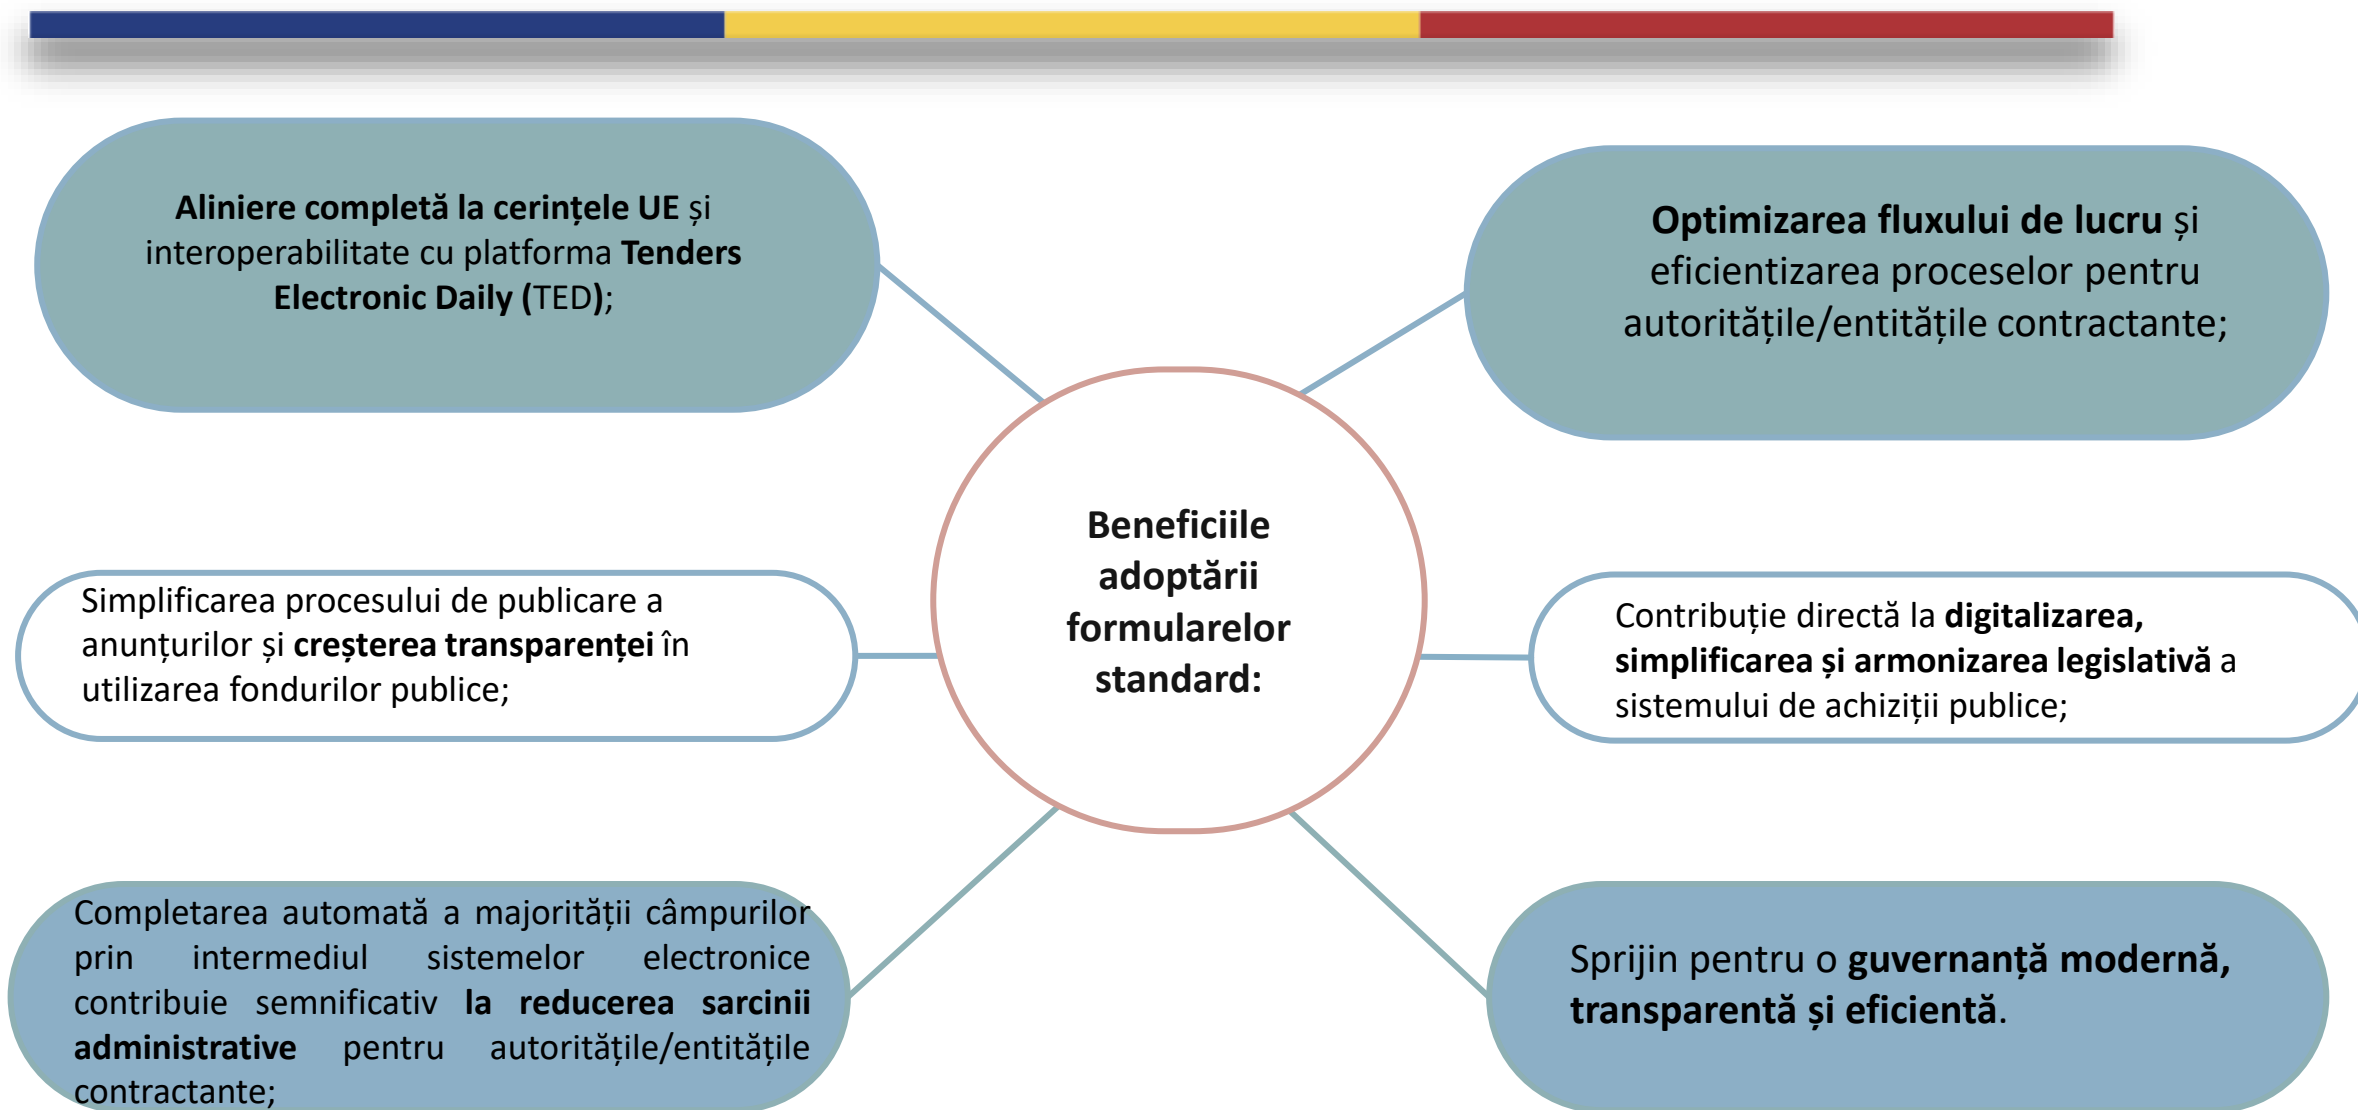 Aliniere completă la cerințele UE și
interoperabilitate cu platforma Tenders
Electronic Daily (TED);
Optimizarea fluxului de lucru și
eficientizarea proceselor pentru
autoritățile/entitățile contractante;
Beneficiile
adoptării
formularelor
standard:
Simplificarea procesului de publicare a
anunțurilor și creșterea transparenței în
utilizarea fondurilor publice;
Contribuție directă la digitalizarea,
simplificarea și armonizarea legislativă a
sistemului de achiziții publice;
Completarea automată a majorității câmpurilor
prin intermediul sistemelor electronice
contribuie semnificativ la reducerea sarcinii
administrative pentru autoritățile/entitățile
contractante;
Sprijin pentru o guvernanță modernă,
transparentă și eficientă.